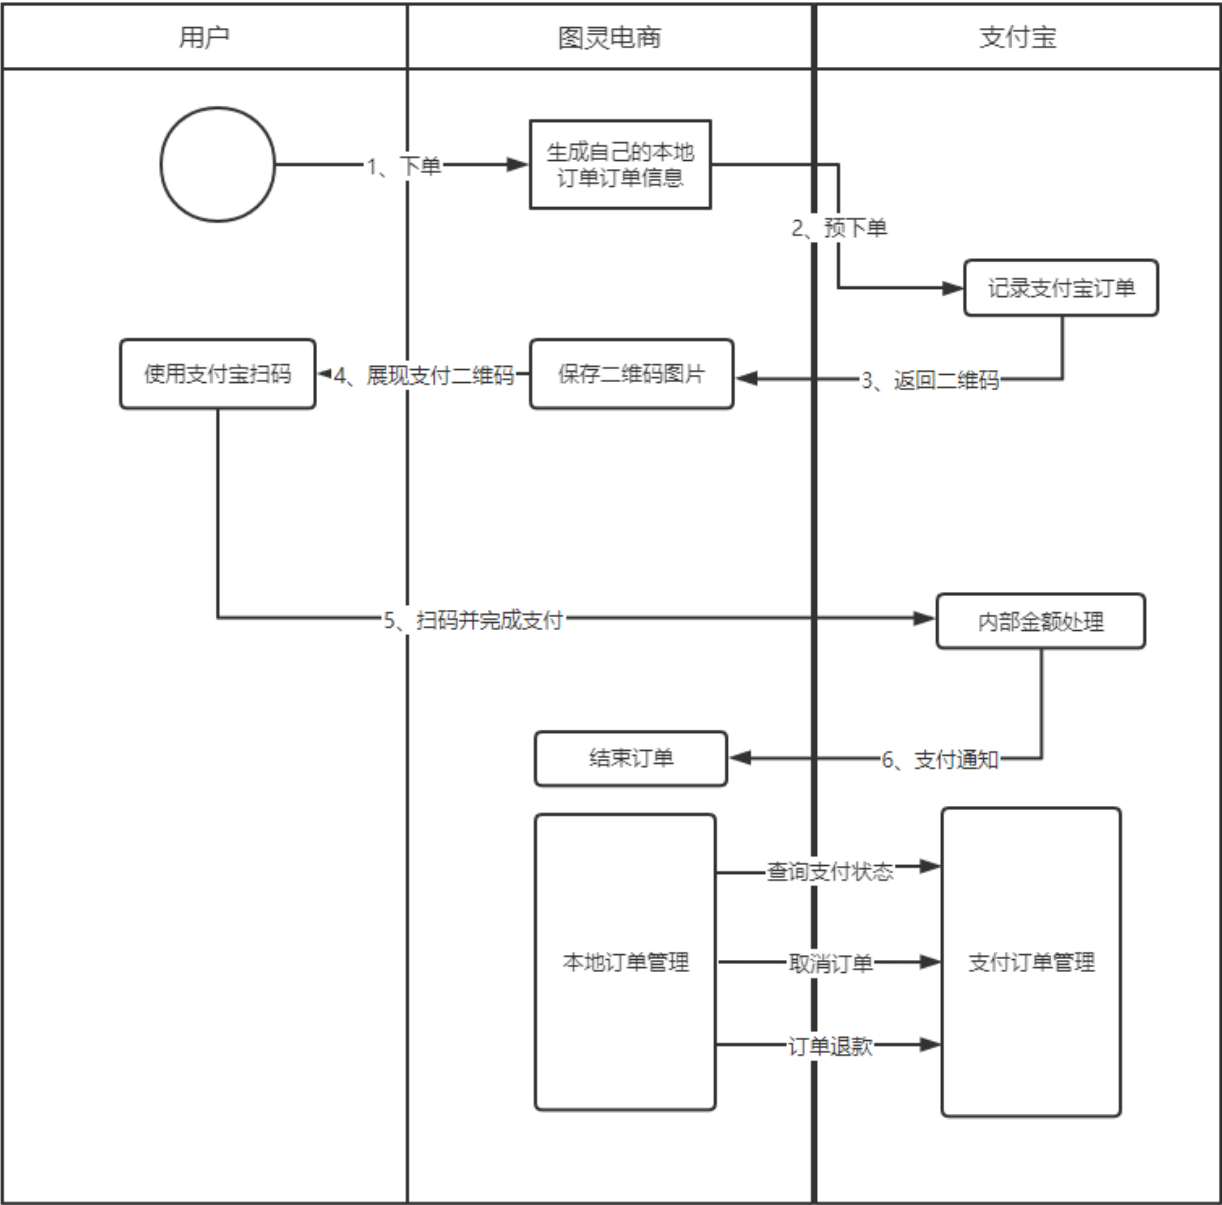 用户
图灵电商
支付宝
1、下单
生成自己的本地
订单订单信息
2、预下单
记录支付宝订单
使用支付宝扫码
4、展现支付二维码
保存二维码图片
3、返回二维码
5、扫码并完成支付
内部金额处理
结束订单
6、支付通知
查询支付状态
本地订单管理
取消订单
支付订单管理
订单退款